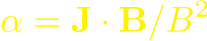 α = J · B/B²